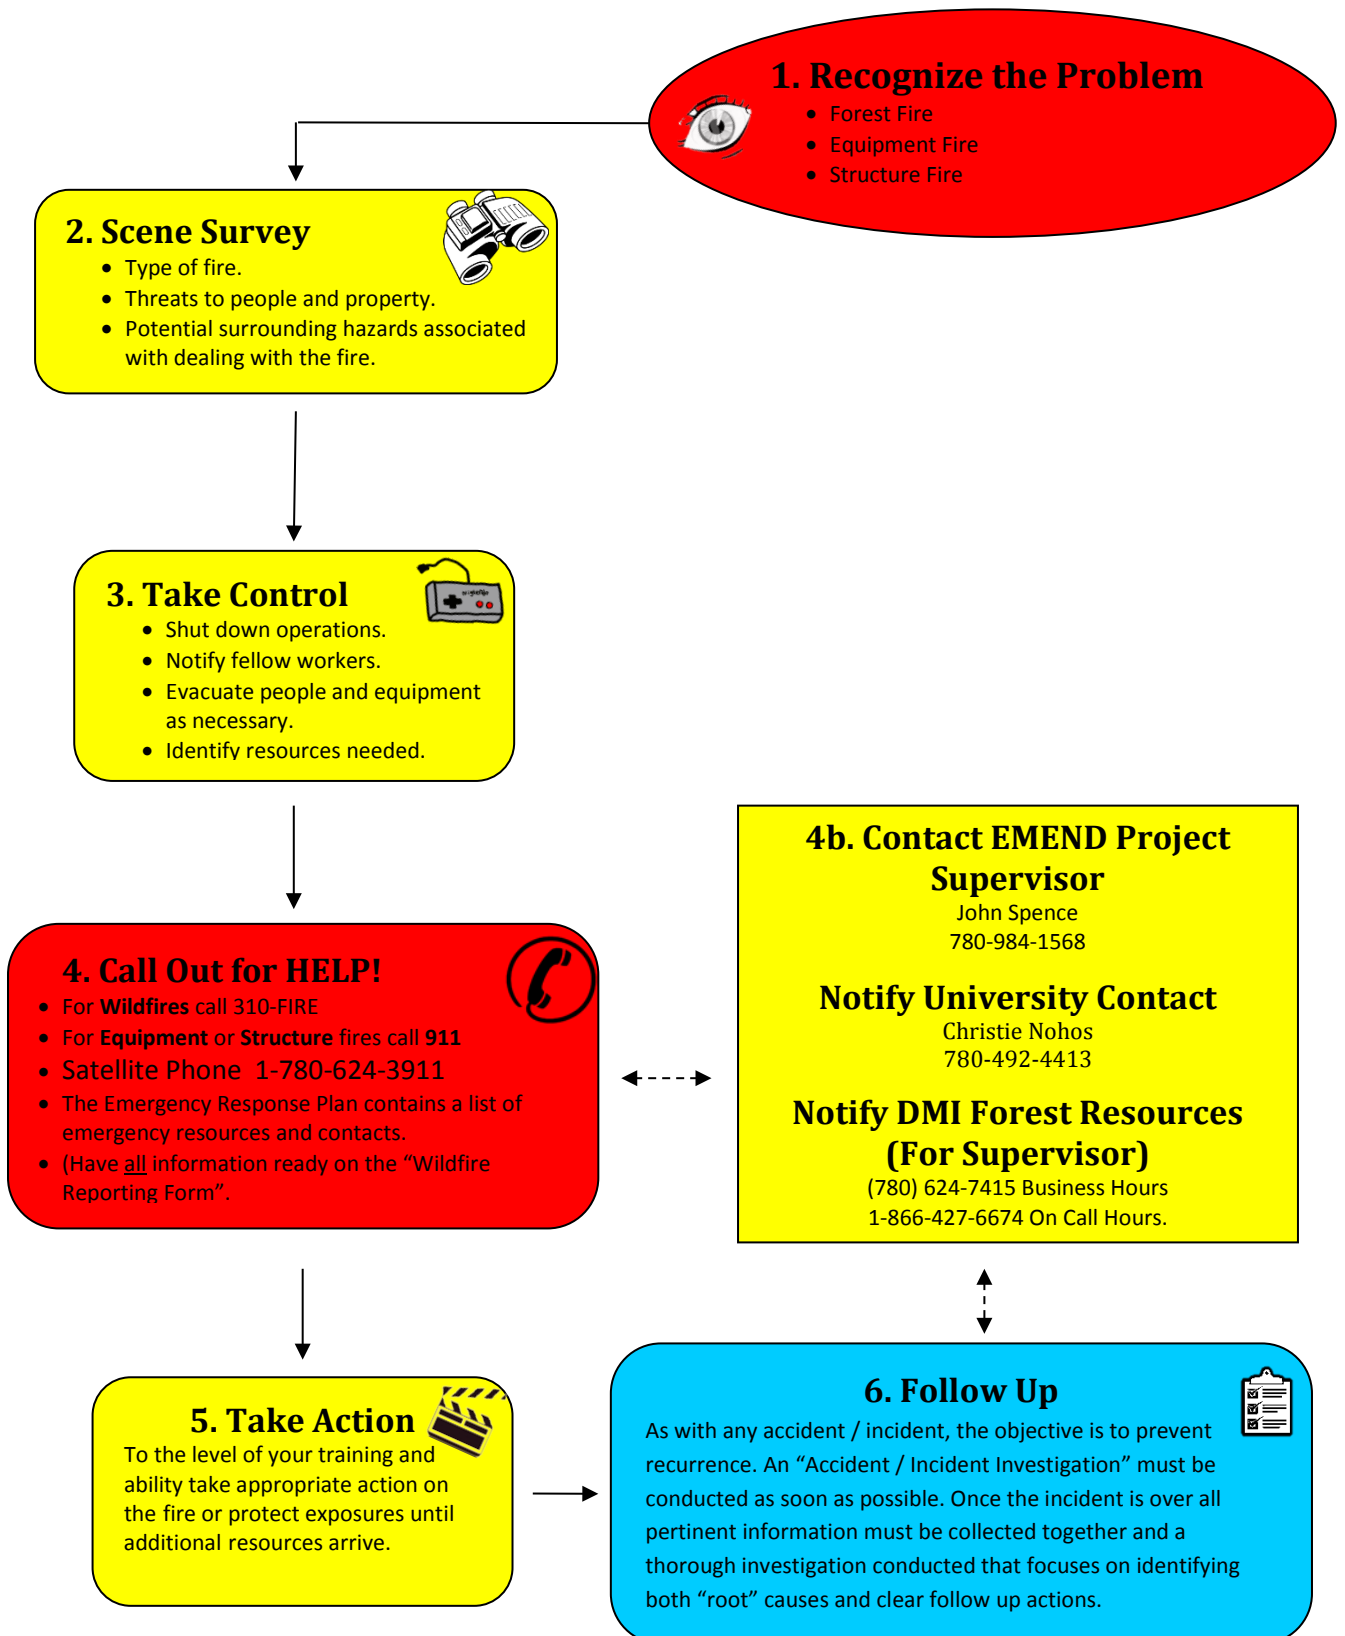 1. Recognize the Problem
• Forest Fire
• Equipment Fire
• Structure Fire
2. Scene Survey
• Type of fire.
• Threats to people and property.
• Potential surrounding hazards associated
with dealing with the fire.
3. Take Control
• Shut down operations.
• Notify fellow workers.
• Evacuate people and equipment
as necessary.
• Identify resources needed.
4. Call Out for HELP!
• For Wildfires call 310-FIRE
• For Equipment or Structure fires call 911
• Satellite Phone 1-780-624-3911
• The Emergency Response Plan contains a list of
emergency resources and contacts.
• (Have all information ready on the “Wildfire
Reporting Form”.
4b. Contact EMEND Project
Supervisor
John Spence
780-984-1568
Notify University Contact
Christie Nohos
780-492-4413
Notify DMI Forest Resources
(For Supervisor)
(780) 624-7415 Business Hours
1-866-427-6674 On Call Hours.
5. Take Action
To the level of your training and
ability take appropriate action on
the fire or protect exposures until
additional resources arrive.
6. Follow Up
As with any accident / incident, the objective is to prevent
recurrence. An “Accident / Incident Investigation” must be
conducted as soon as possible. Once the incident is over all
pertinent information must be collected together and a
thorough investigation conducted that focuses on identifying
both “root” causes and clear follow up actions.